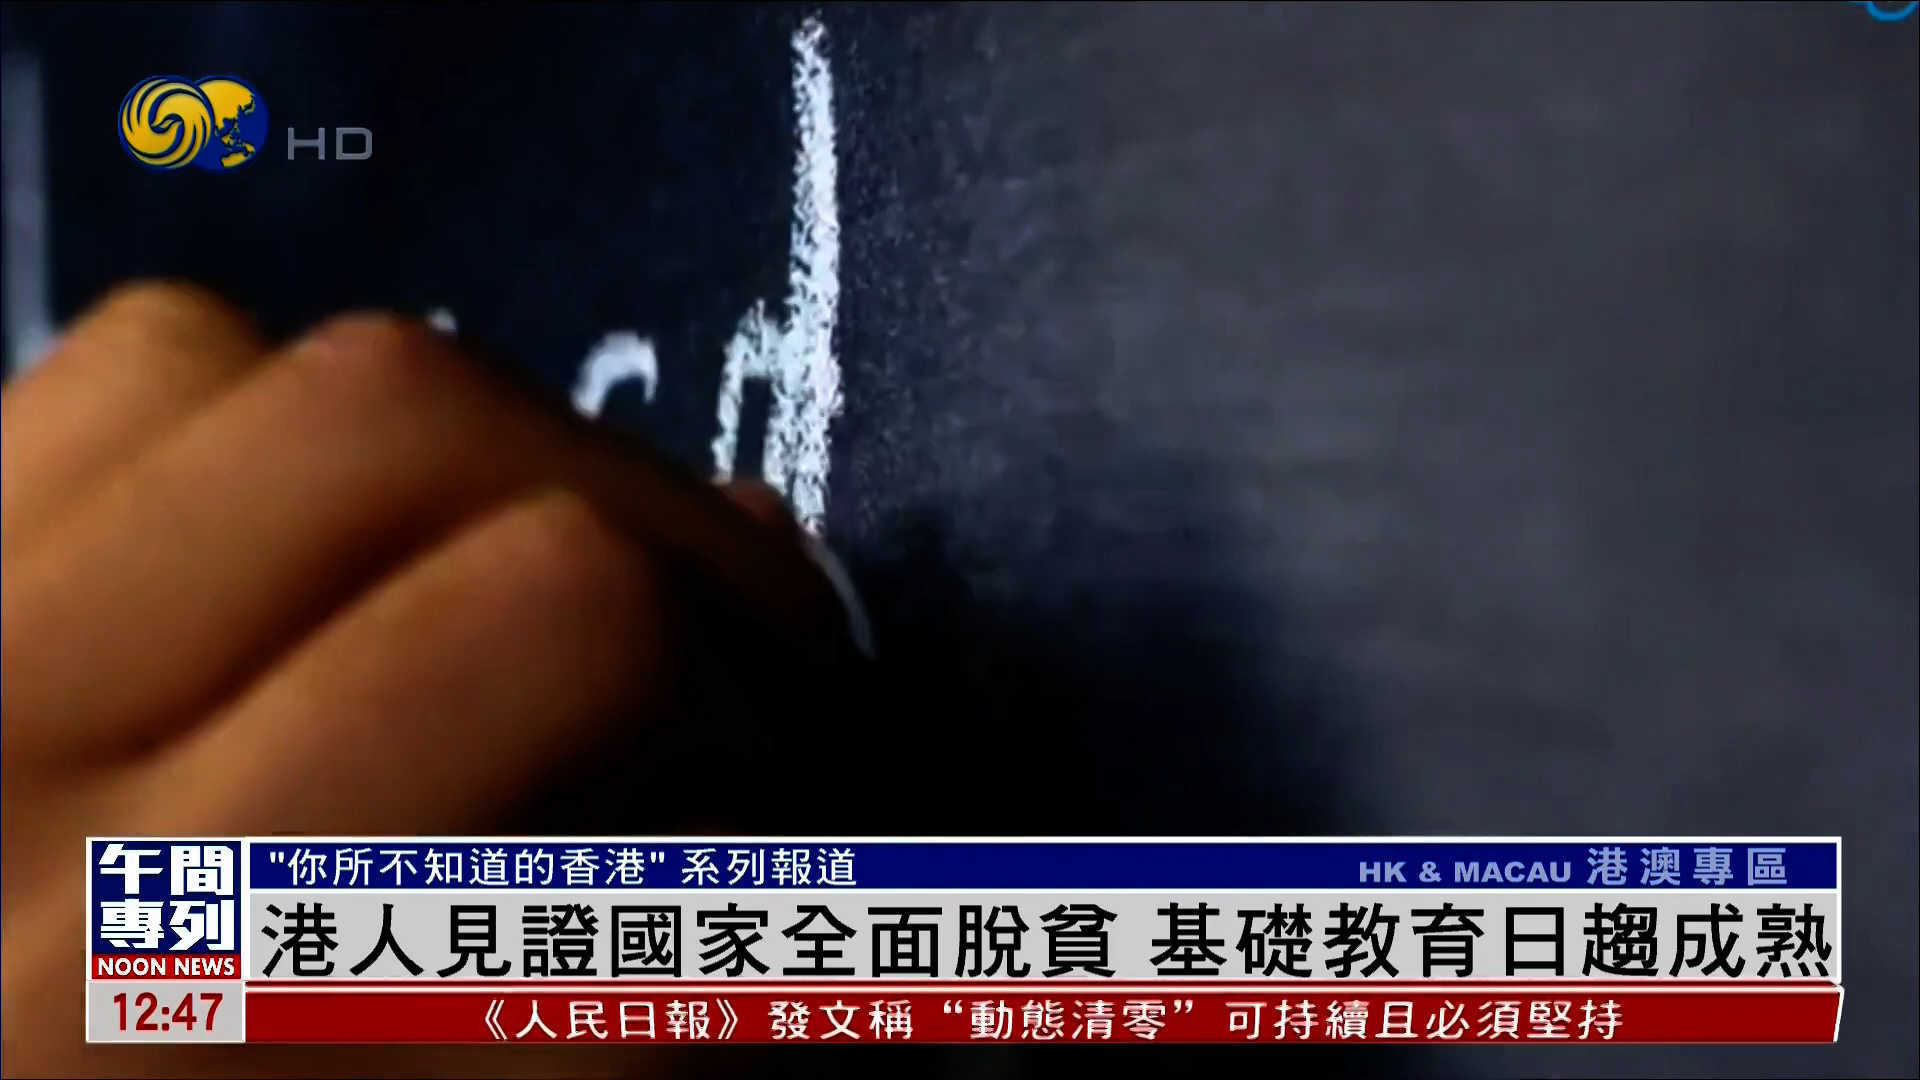 HD
"你所不知道的香港" 系列報道
HK & MACAU 港澳專區
午間專列
NOON NEWS
港人見證國家全面脫貧 基礎教育日趨成熟
12:47
《人民日報》發文稱“動態清零”可持續且必須堅持